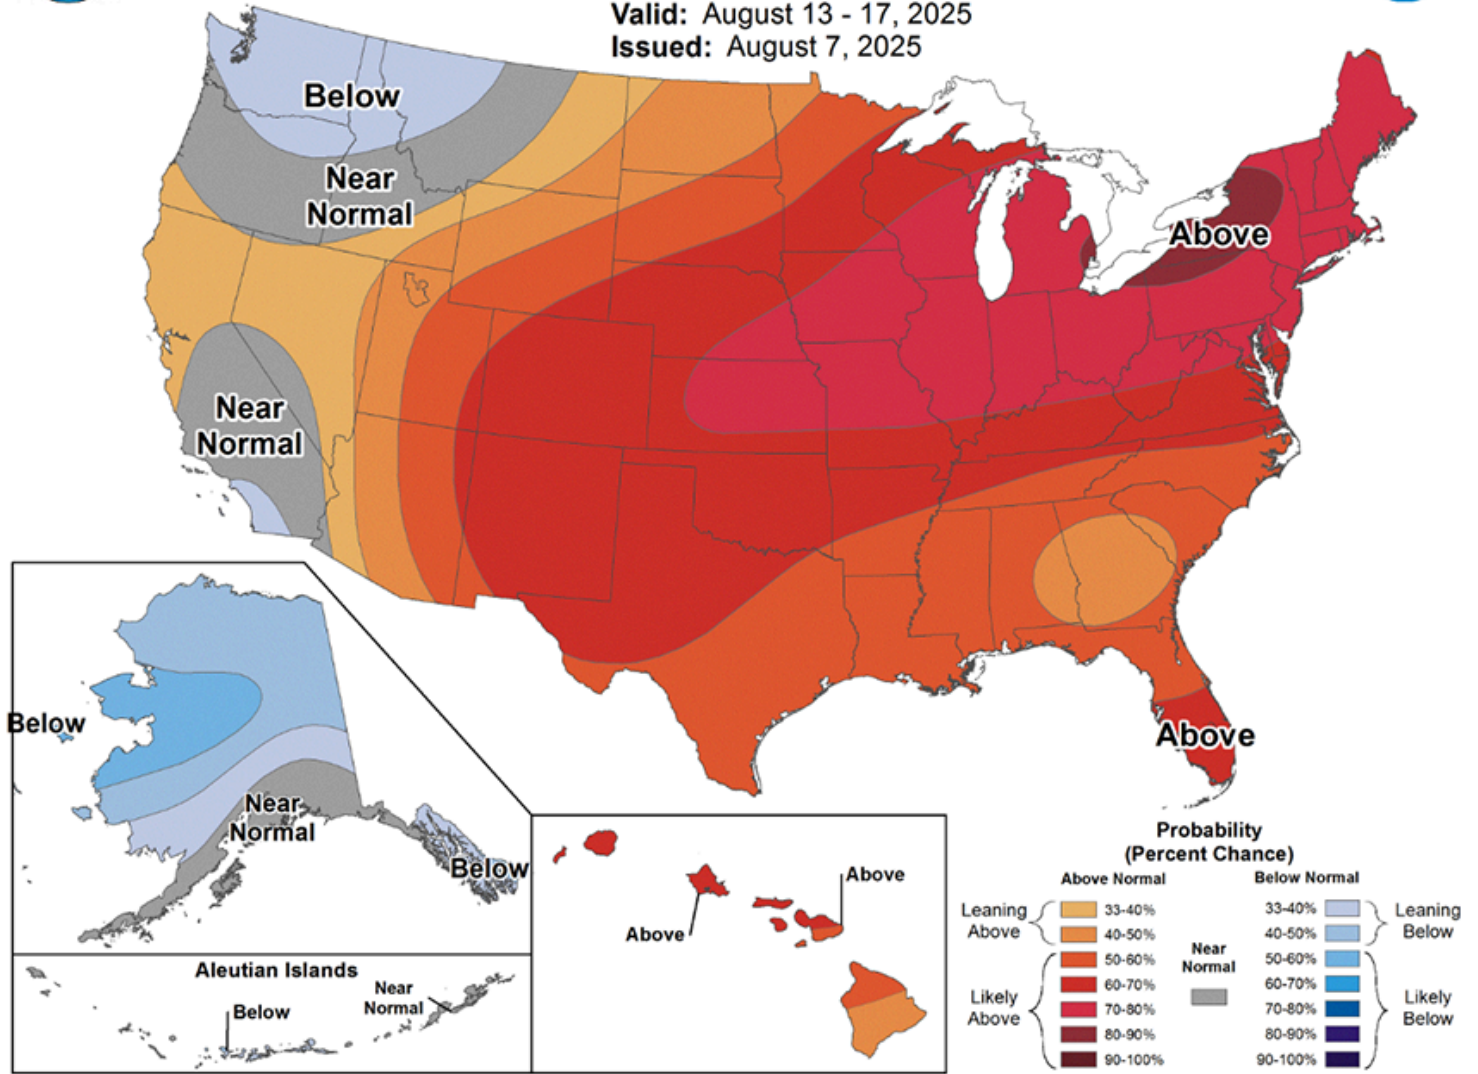 Valid: August 13 - 17, 2025
Issued: August 7, 2025
Below
Near
Normal
Above
Near
Normal
Above
Below
Near
Normal
Below
Aleutian Islands
Near
Normal
Below
Above
Above
Probability
(Percent Chance)
Above Normal
Below Normal
Leaning
Above
33-40%
40-50%
Likely
Above
50-60%
60-70%
70-80%
80-90%
90-100%
Near
Normal
33-40%
40-50%
Leaning
Below
50-60%
60-70%
70-80%
80-90%
90-100%
Likely
Below